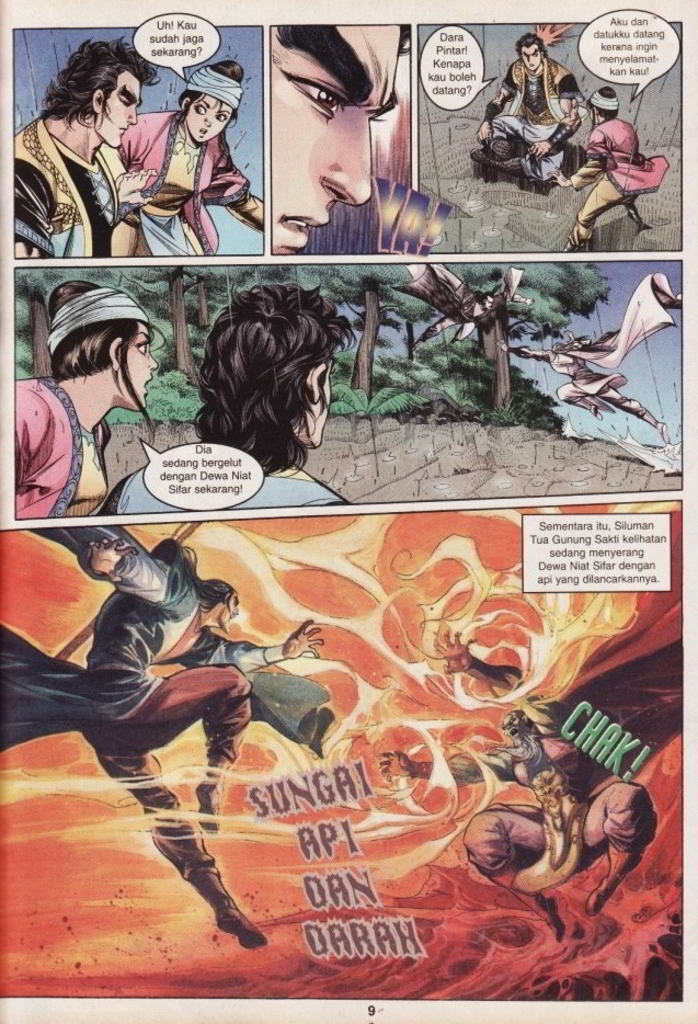 Uh! Kau
sudah jaga
sekarang?
YA!
Dara
Pintar!
Kenapa
kau boleh
datang?
Aku dan
datukku datang
kerana ingin
menyelamat-
kan kau!
Dia
sedang bergelut
dengan Dewa Niat
Sifar sekarang!
Sementara itu, Siluman
Tua Gunung Sakti kelihatan
sedang menyerang
Dewa Niat Sifar dengan
api yang dilancarkannya.
CHAK!
SUNGAI
API
DAN
DARAH
9